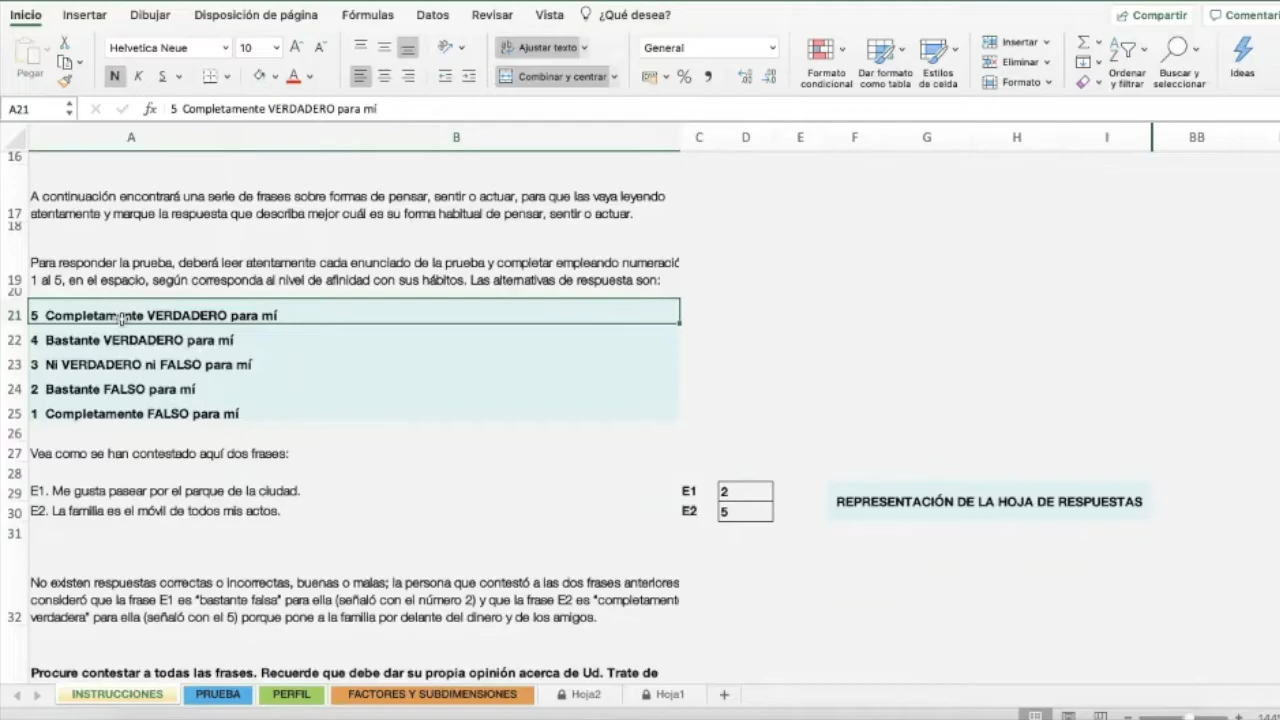 Inicio Insertar Dibujar Disposición de página Fórmulas Datos Revisar Vista ¿Qué desea? Compartir Comentar
Pegar
Helvetica Neue 10
N K S A
Ajustar texto
Combinar y centrar
General
%
Formato condicional
Dar formato como tabla
Estilos de celda
Insertar
Eliminar
Formato
Ordenar y filtrar
Buscar y seleccionar
Ideas
A21 fx 5 Completamente VERDADERO para mí
A B C D E F G H I BB
16
A continuación encontrará una serie de frases sobre formas de pensar, sentir o actuar, para que las vaya leyendo
17 atentamente y marque la respuesta que describa mejor cuál es su forma habitual de pensar, sentir o actuar.
18
Para responder la prueba, deberá leer atentamente cada enunciado de la prueba y completar empleando numeració
19 1 al 5, en el espacio, según corresponda al nivel de afinidad con sus hábitos. Las alternativas de respuesta son:
20
21 5 Completamente VERDADERO para mí
22 4 Bastante VERDADERO para mí
23 3 Ni VERDADERO ni FALSO para mí
24 2 Bastante FALSO para mí
25 1 Completamente FALSO para mí
26
27 Vea como se han contestado aquí dos frases:
28
29 E1. Me gusta pasear por el parque de la ciudad. E1 2
REPRESENTACIÓN DE LA HOJA DE RESPUESTAS
30 E2. La familia es el móvil de todos mis actos. E2 5
31
No existen respuestas correctas o incorrectas, buenas o malas; la persona que contestó a las dos frases anteriores
consideró que la frase E1 es "bastante falsa" para ella (señaló con el número 2) y que la frase E2 es "completament
32 verdadera" para ella (señaló con el 5) porque pone a la familia por delante del dinero y de los amigos.
Procure contestar a todas las frases. Recuerde que debe dar su propia opinión acerca de Ud. Trate de
INSTRUCCIONES PRUEBA PERFIL FACTORES Y SUBDIMENSIONES Hoja2 Hoja1 +